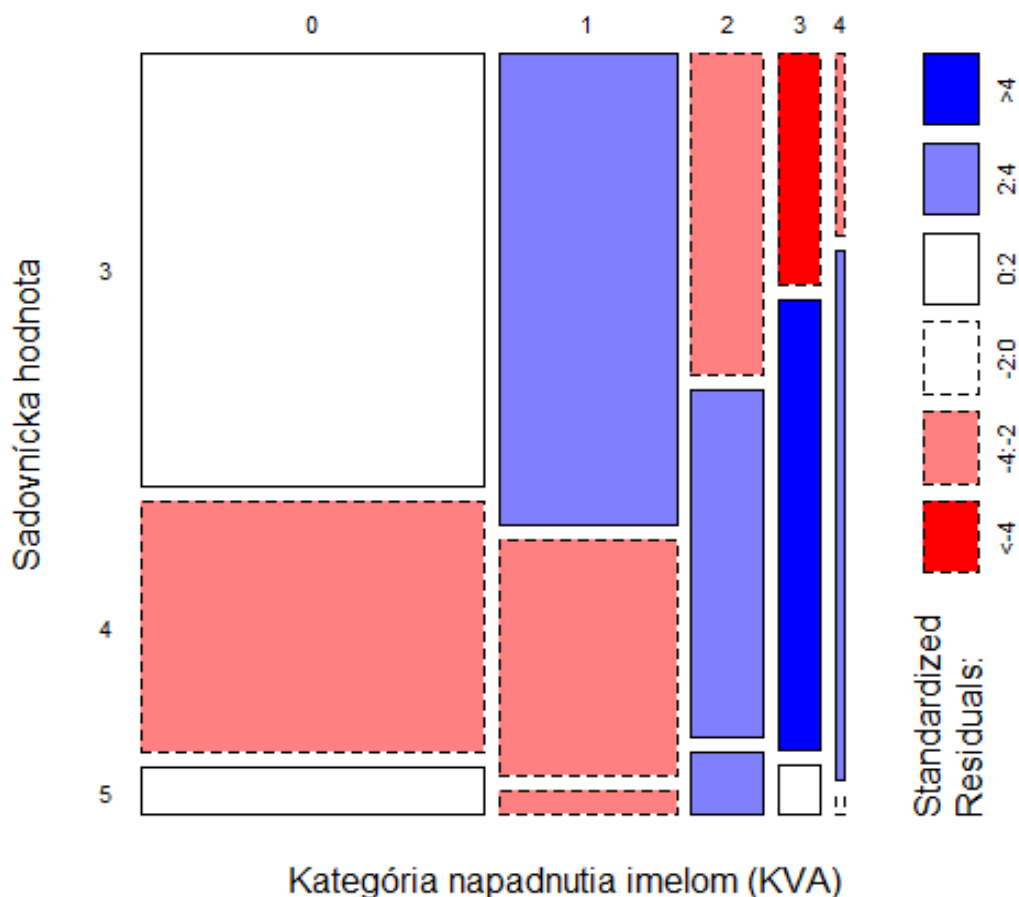 0 1 2 3 4
Sadovnícka hodnota
3
4
5
Kategória napadnutia imelom (KVA)
Standardized
Residuals:
<-4
-4:-2
-2:0
0:2
2:4
>4